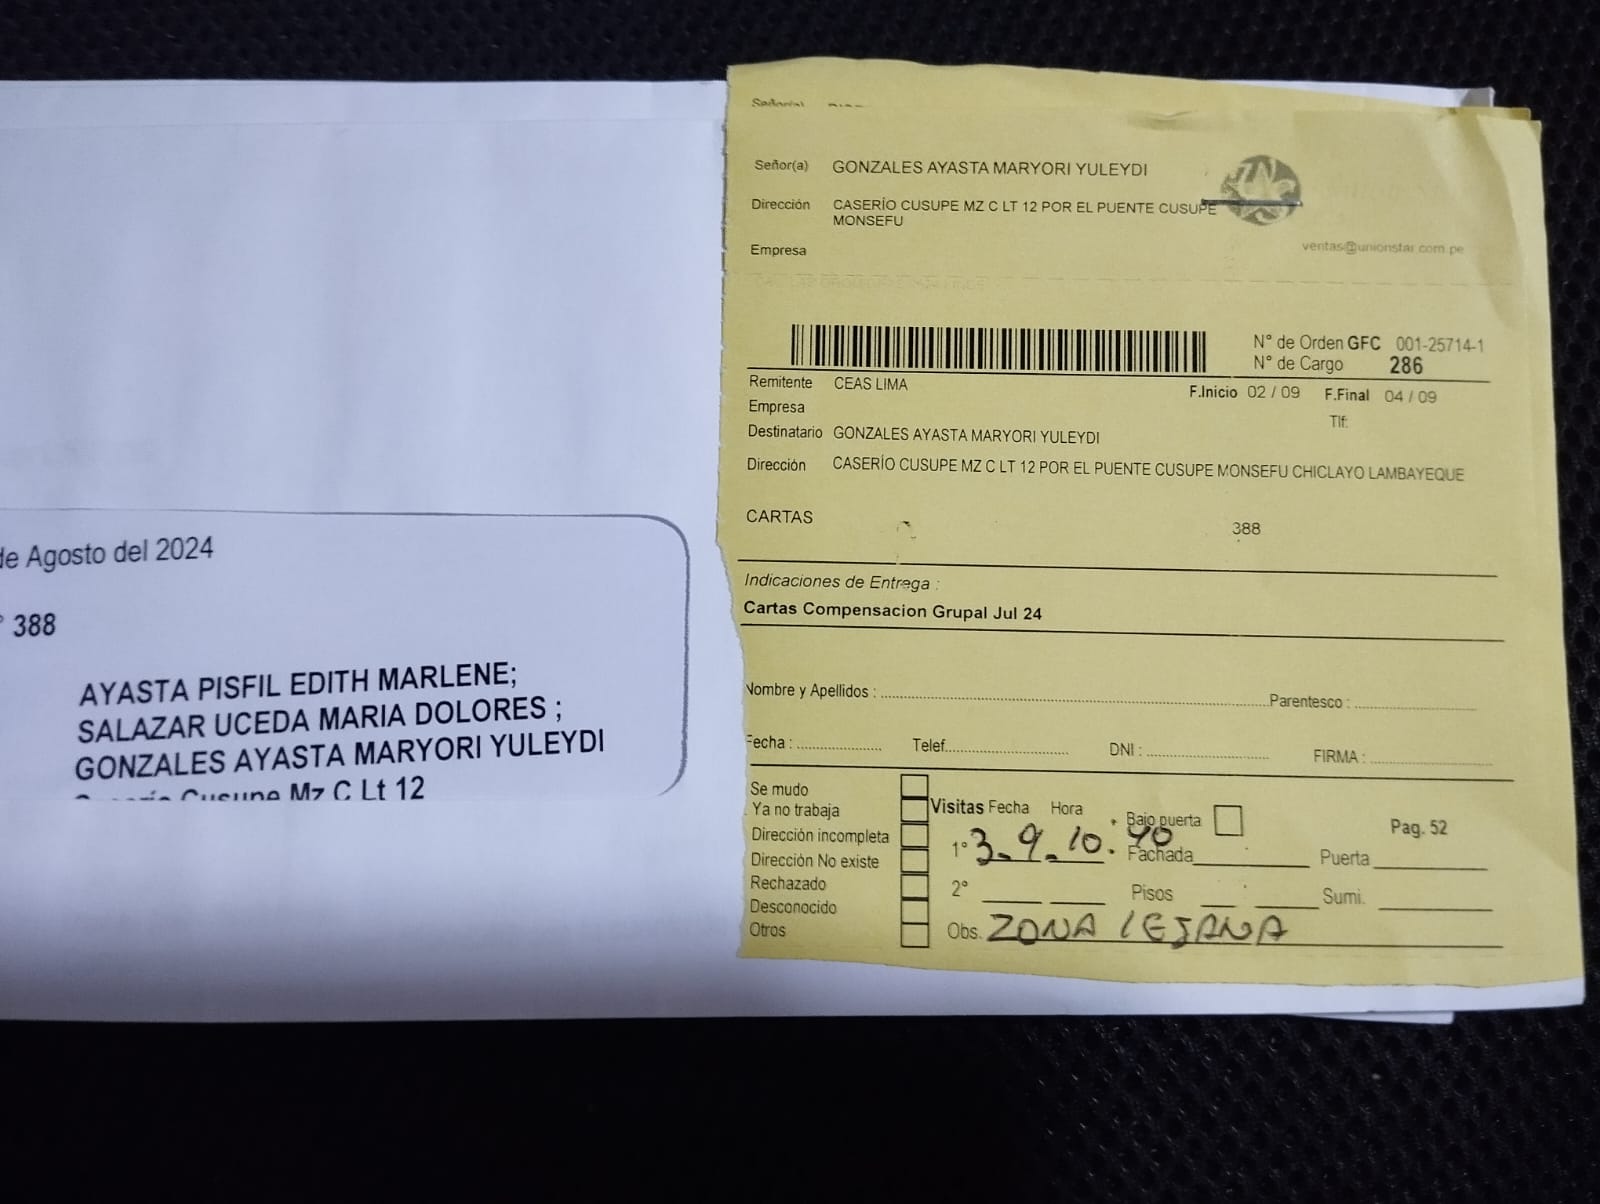 de Agosto del 2024
° 388
AYASTA PISFIL EDITH MARLENE;
SALAZAR UCEDA MARIA DOLORES ;
GONZALES AYASTA MARYORI YULEYDI
Cusupe Mz C Lt 12
Señor(a)
Señor(a) GONZALES AYASTA MARYORI YULEYDI
Dirección CASERÍO CUSUPE MZ C LT 12 POR EL PUENTE CUSUPE
MONSEFU
Empresa
ventas@unionstar.com.pe
N° de Orden GFC 001-25714-1
N° de Cargo 286
Remitente CEAS LIMA
F.Inicio 02 / 09 F.Final 04 / 09
Empresa
Tlf:
Destinatario GONZALES AYASTA MARYORI YULEYDI
Dirección CASERÍO CUSUPE MZ C LT 12 POR EL PUENTE CUSUPE MONSEFU CHICLAYO LAMBAYEQUE
CARTAS 388
Indicaciones de Entrega :
Cartas Compensacion Grupal Jul 24
Nombre y Apellidos : Parentesco :
Fecha : Telef. DNI : FIRMA :
Se mudo
Ya no trabaja Visitas Fecha Hora Bajo puerta Pag. 52
Dirección incompleta 1° 3-9-10:40 Fachada Puerta
Dirección No existe
Rechazado 2° Pisos Sumi.
Desconocido
Otros Obs. ZONA LEJANA